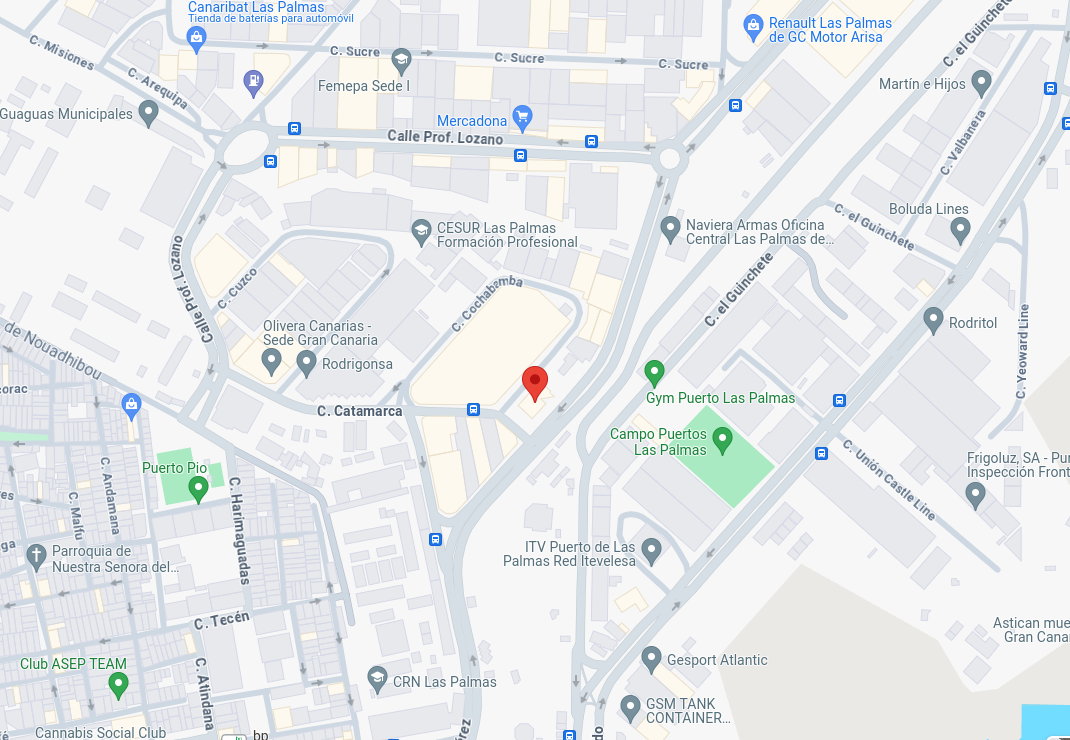 Canaribat Las Palmas
Tienda de baterías para automóvil
Renault Las Palmas
de GC Motor Arisa
C. el Guinchete
C. Misiones
C. Sucre
C. Sucre
C. Sucre
Femepa Sede I
C. Arequipa
Martín e Hijos
Guaguas Municipales
Mercadona
Calle Prof. Lozano
C. Valbanera
Boluda Lines
C. el Guinchete
CESUR Las Palmas
Formación Profesional
Naviera Armas Oficina
Central Las Palmas de...
Calle Prof. Lozano
C. Cuzco
C. Cochabamba
C. el Guinchete
Rodritol
C. Yeoward Line
de Nouadhibou
Olivera Canarias -
Sede Gran Canaria
Rodrigonsa
orac
C. Catamarca
Gym Puerto Las Palmas
Campo Puertos
Las Palmas
C. Unión Castle Line
Frigoluz, SA - Pun
Inspección Front
Puerto Pio
C. Andamana
C. Malfu
C. Harimaguadas
ITV Puerto de Las
Palmas Red Itevelesa
Parroquia de
Nuestra Senora del...
C. Tecén
Astican mue
Gran Cana
Club ASEP TEAM
C. Atindana
CRN Las Palmas
Gesport Atlantic
GSM TANK
CONTAINER...
Cannabis Social Club
bp